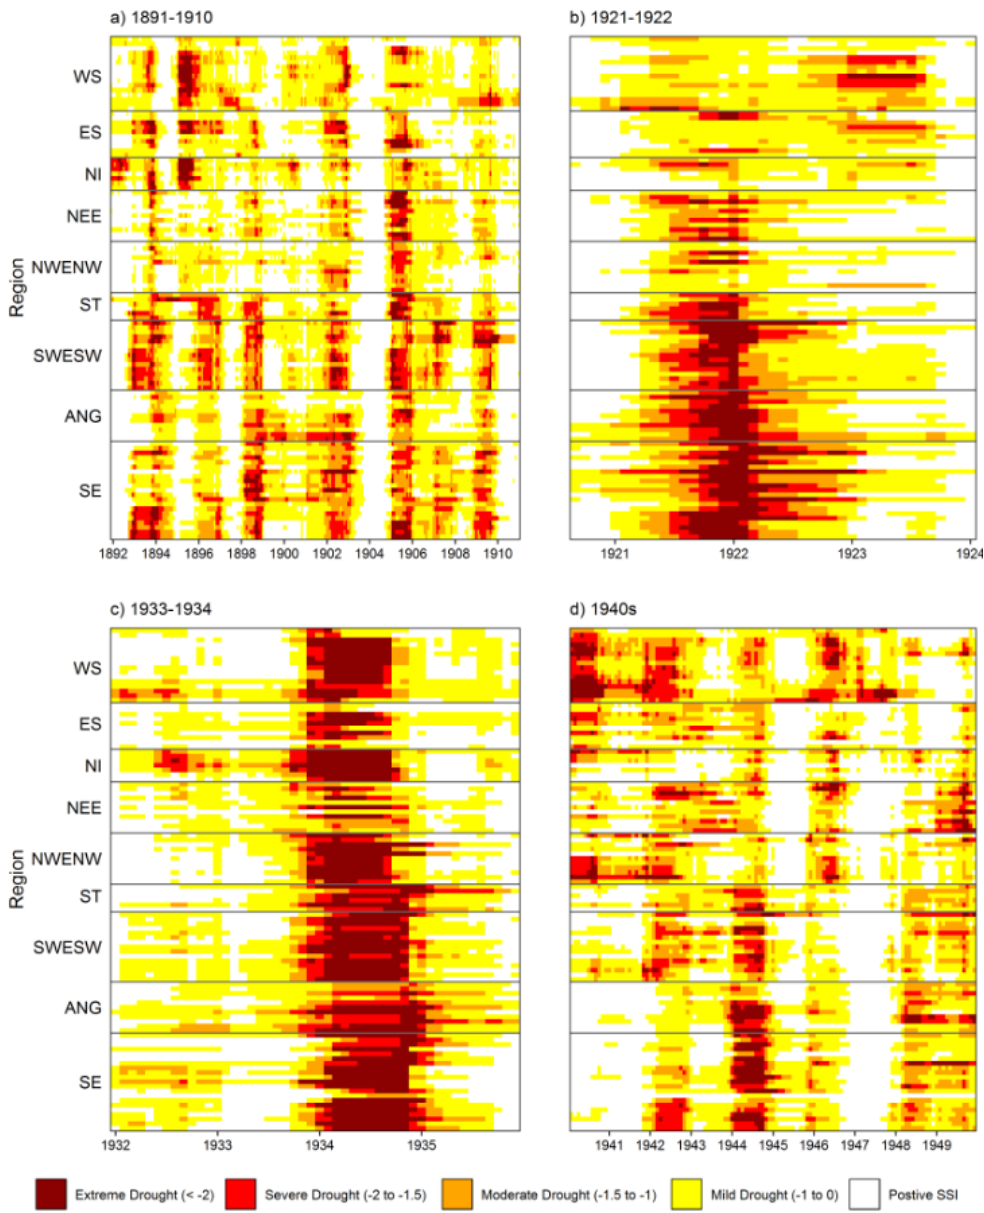 a) 1891-1910
b) 1921-1922
WS
ES
NI
NEE
NWENW
ST
SWESW
ANG
SE
Region
1892 1894 1896 1898 1900 1902 1904 1906 1908 1910
1921 1922 1923 1924
c) 1933-1934
d) 1940s
WS
ES
NI
NEE
NWENW
ST
SWESW
ANG
SE
Region
1932 1933 1934 1935
1941 1942 1943 1944 1945 1946 1947 1948 1949
Extreme Drought (< -2) Severe Drought (-2 to -1.5) Moderate Drought (-1.5 to -1) Mild Drought (-1 to 0) Postive SSI